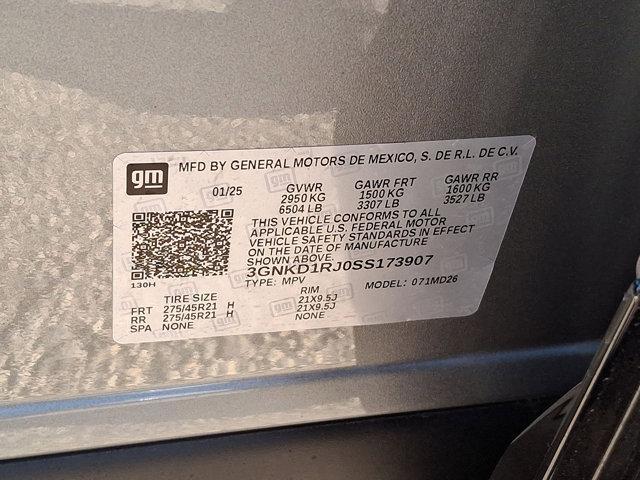 gm
MFD BY GENERAL MOTORS DE MEXICO, S. DE R.L. DE C.V.
01/25 GVWR GAWR FRT GAWR RR
2950 KG 1500 KG 1600 KG
6504 LB 3307 LB 3527 LB
THIS VEHICLE CONFORMS TO ALL
APPLICABLE U.S. FEDERAL MOTOR
VEHICLE SAFETY STANDARDS IN EFFECT
ON THE DATE OF MANUFACTURE
SHOWN ABOVE.
130H
3GNKD1RJ0SS173907
TYPE: MPV MODEL: 071MD26
TIRE SIZE RIM
FRT 275/45R21 H 21X9.5J
RR 275/45R21 H 21X9.5J
SPA NONE NONE